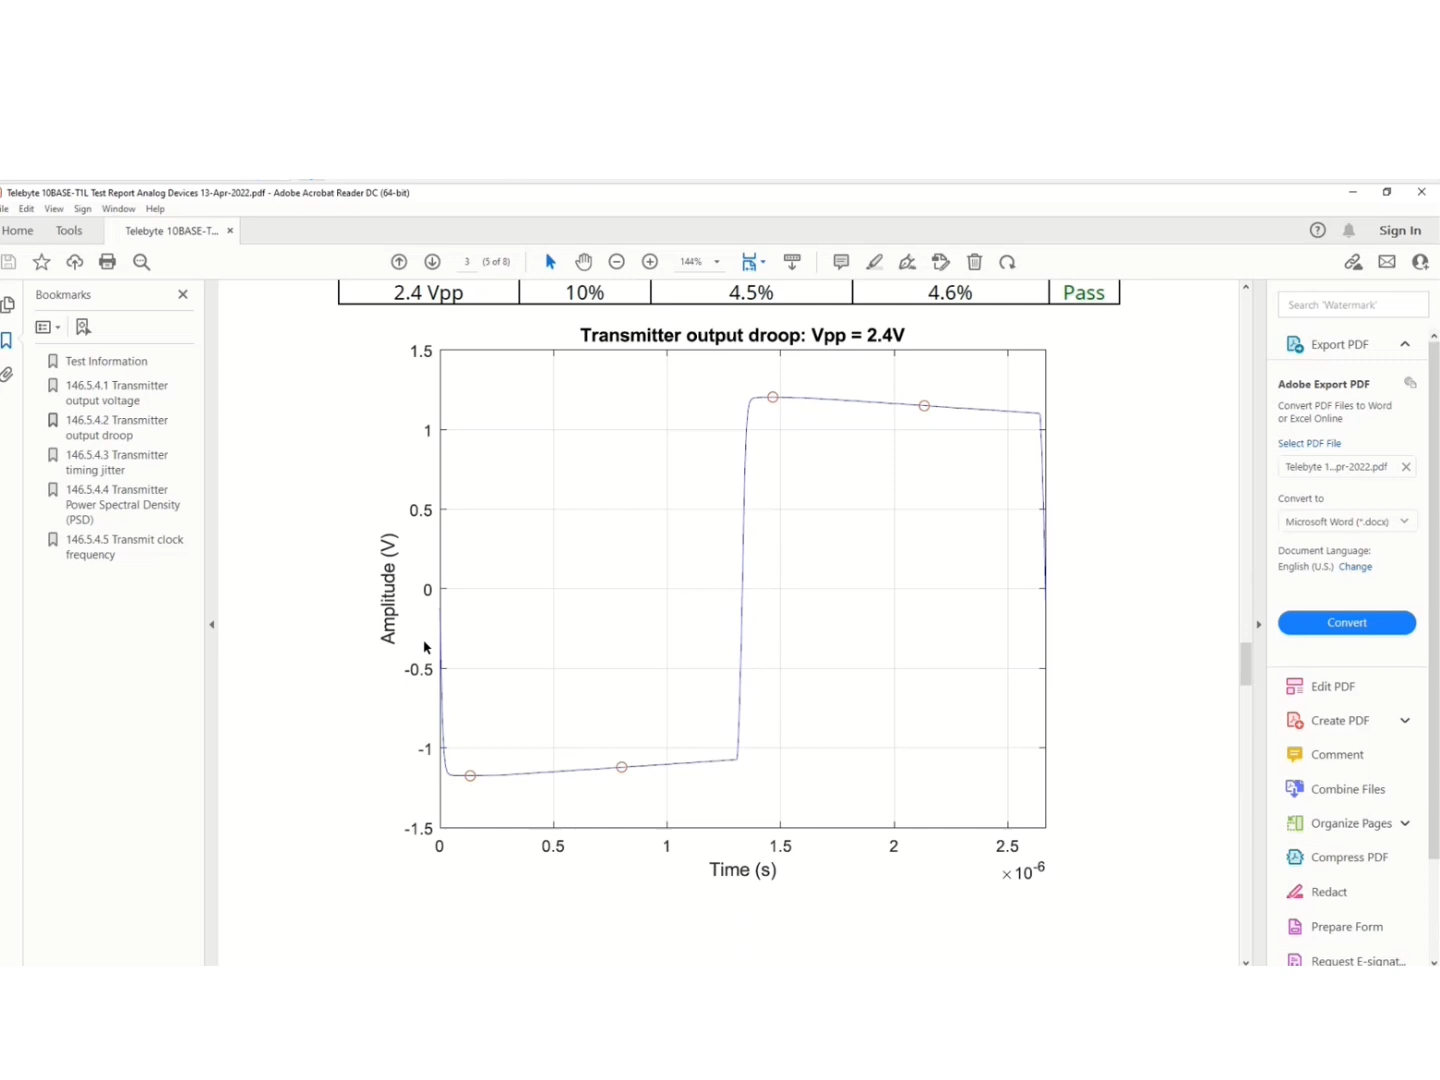 Telebyte 10BASE-T1L Test Report Analog Devices 13-Apr-2022.pdf - Adobe Acrobat Reader DC (64-bit)
Edit View Sign Window Help
Home Tools Telebyte 10BASE-T...
Sign In
3 (5 of 8) 144%
Bookmarks
Test Information
146.5.4.1 Transmitter
output voltage
146.5.4.2 Transmitter
output droop
146.5.4.3 Transmitter
timing jitter
146.5.4.4 Transmitter
Power Spectral Density
(PSD)
146.5.4.5 Transmit clock
frequency
2.4 Vpp 10% 4.5% 4.6% Pass
Transmitter output droop: Vpp = 2.4V
1.5
1
0.5
0
-0.5
-1
-1.5
Amplitude (V)
0 0.5 1 1.5 2 2.5
Time (s)
×10-6
Search 'Watermark'
Export PDF
Adobe Export PDF
Convert PDF Files to Word
or Excel Online
Select PDF File
Telebyte 1...pr-2022.pdf
Convert to
Microsoft Word (*.docx)
Document Language:
English (U.S.) Change
Convert
Edit PDF
Create PDF
Comment
Combine Files
Organize Pages
Compress PDF
Redact
Prepare Form
Request E-signat...